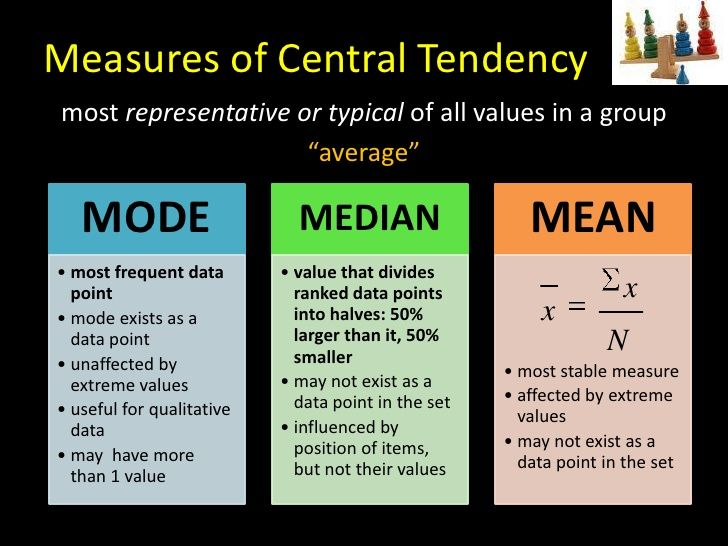 Measures of Central Tendency
most representative or typical of all values in a group
“average”
MODE
• most frequent data
point
• mode exists as a
data point
• unaffected by
extreme values
• useful for qualitative
data
• may have more
than 1 value
MEDIAN
• value that divides
ranked data points
into halves: 50%
larger than it, 50%
smaller
• may not exist as a
data point in the set
• influenced by
position of items,
but not their values
MEAN
x̅ = Σx / N
• most stable measure
• affected by extreme
values
• may not exist as a
data point in the set